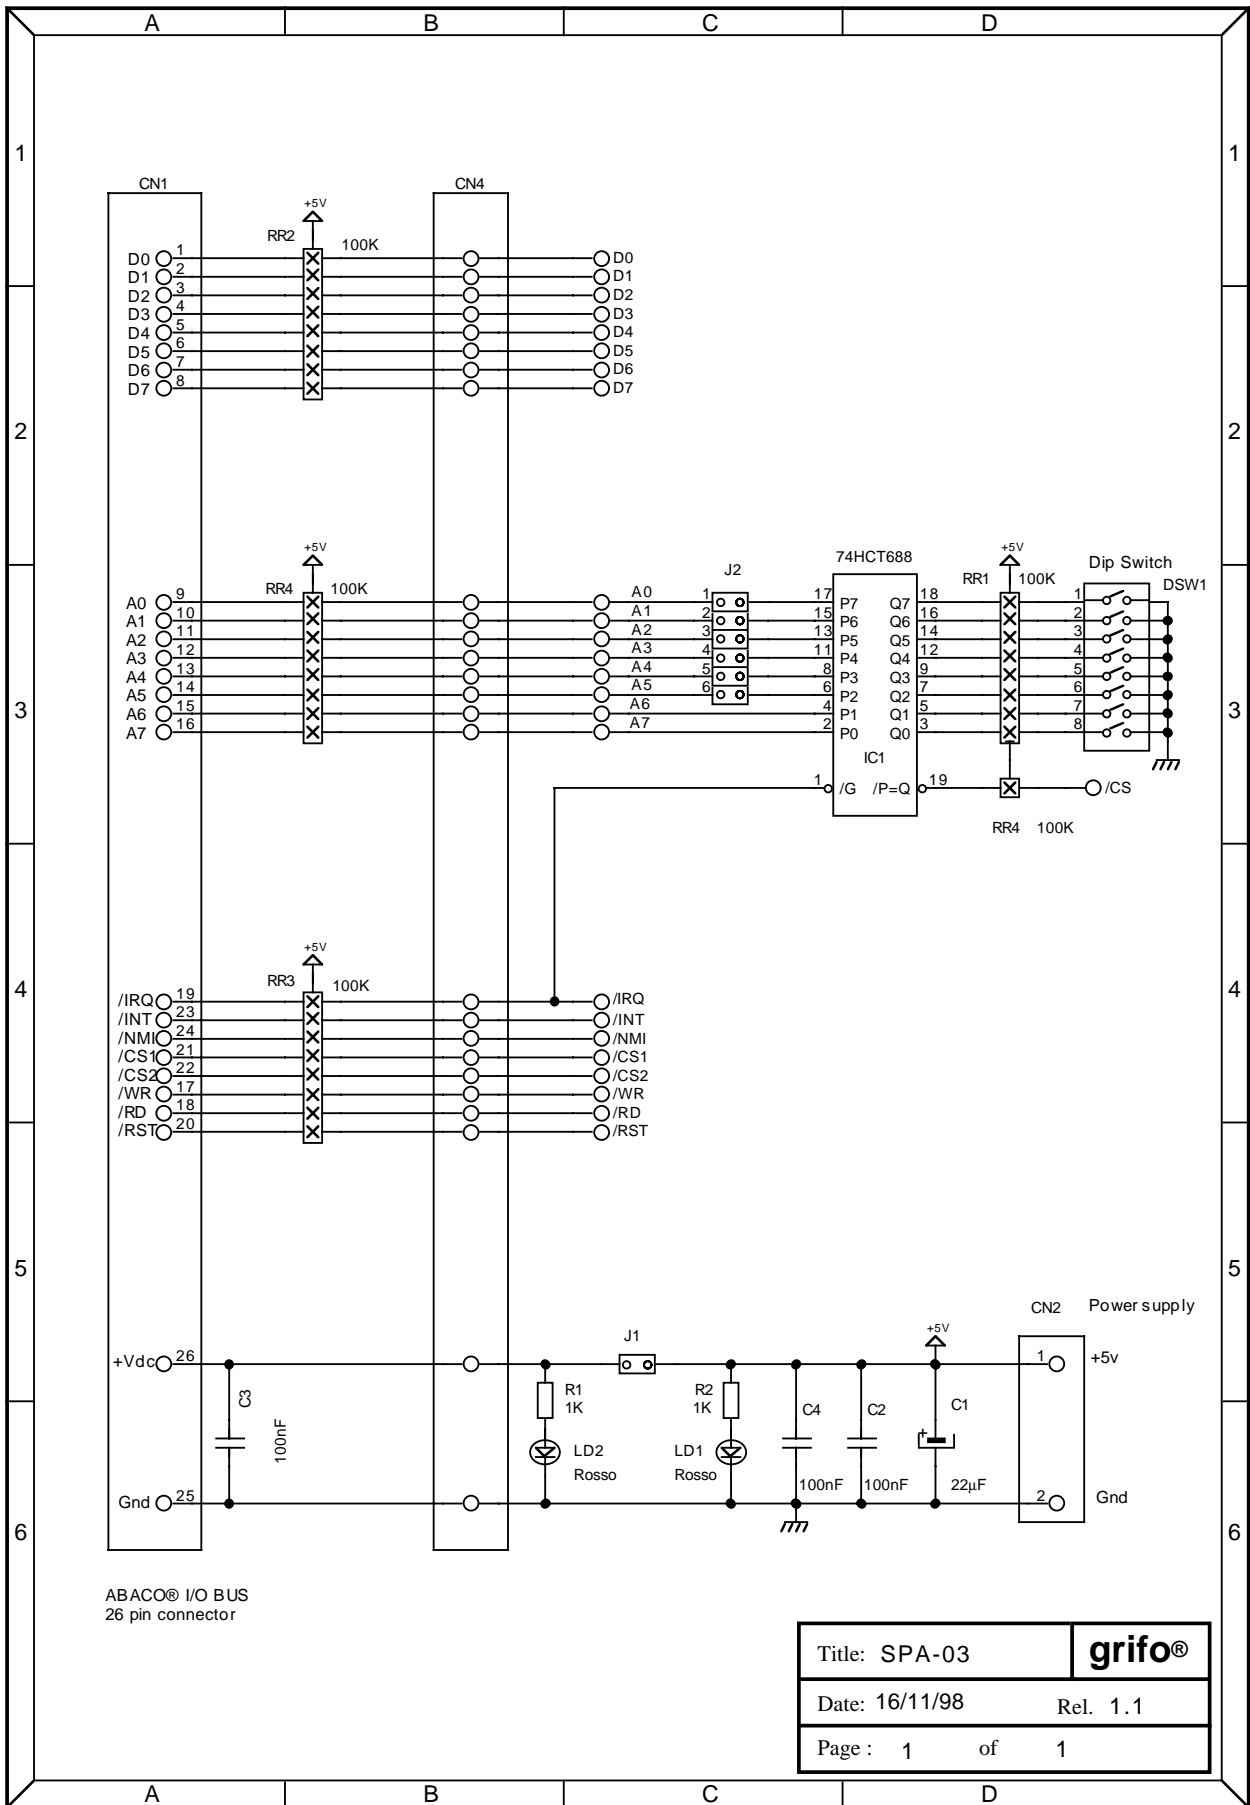 A B C D
1 1
CN1 CN4
+5V
RR2 100K
D0 1 D0
D1 2 D1
D2 3 D2
D3 4 D3
D4 5 D4
D5 6 D5
D6 7 D6
D7 8 D7
2 2
+5V 74HCT688 +5V Dip Switch
RR4 100K J2 RR1 100K DSW1
A0 9 A0 1 17 P7 Q7 18 1
A1 10 A1 2 15 P6 Q6 16 2
A2 11 A2 3 13 P5 Q5 14 3
A3 12 A3 4 11 P4 Q4 12 4
A4 13 A4 5 8 P3 Q3 9 5
A5 14 A5 6 6 P2 Q2 7 6
A6 15 A6 4 P1 Q1 5 7
A7 16 A7 2 P0 Q0 3 8
3 3
IC1
1 /G /P=Q 19 /CS
RR4 100K
+5V
RR3 100K
4 4
/IRQ 19 /IRQ
/INT 23 /INT
/NMI 24 /NMI
/CS1 21 /CS1
/CS2 22 /CS2
/WR 17 /WR
/RD 18 /RD
/RST 20 /RST
5 5
CN2 Power supply
J1 +5V
+Vdc 26 1 +5v
C3 100nF
R1 1K
R2 1K
C4 C2 C1
+
LD2 LD1
Rosso Rosso
100nF 100nF 22µF
Gnd 25 2 Gnd
6 6
ABACO® I/O BUS
26 pin connector
Title: SPA-03 grifo®
Date: 16/11/98 Rel. 1.1
Page : 1 of 1
A B C D